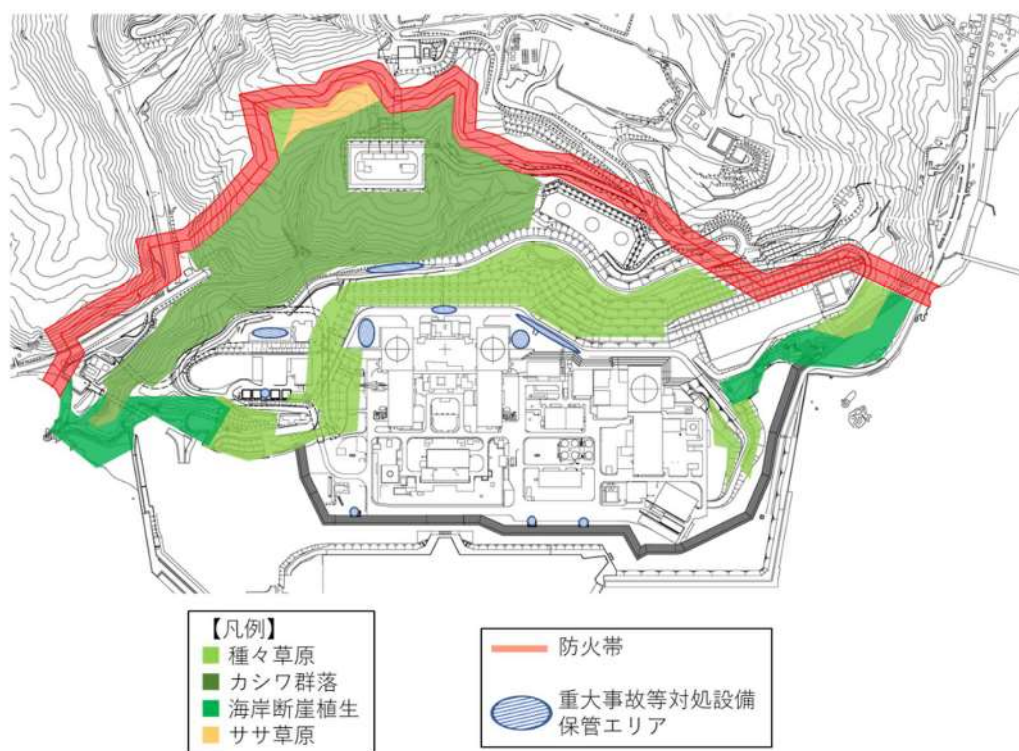 【凡例】
種々草原
カシワ群落
海岸断崖植生
ササ草原
防火帯
重大事故等対処設備
保管エリア